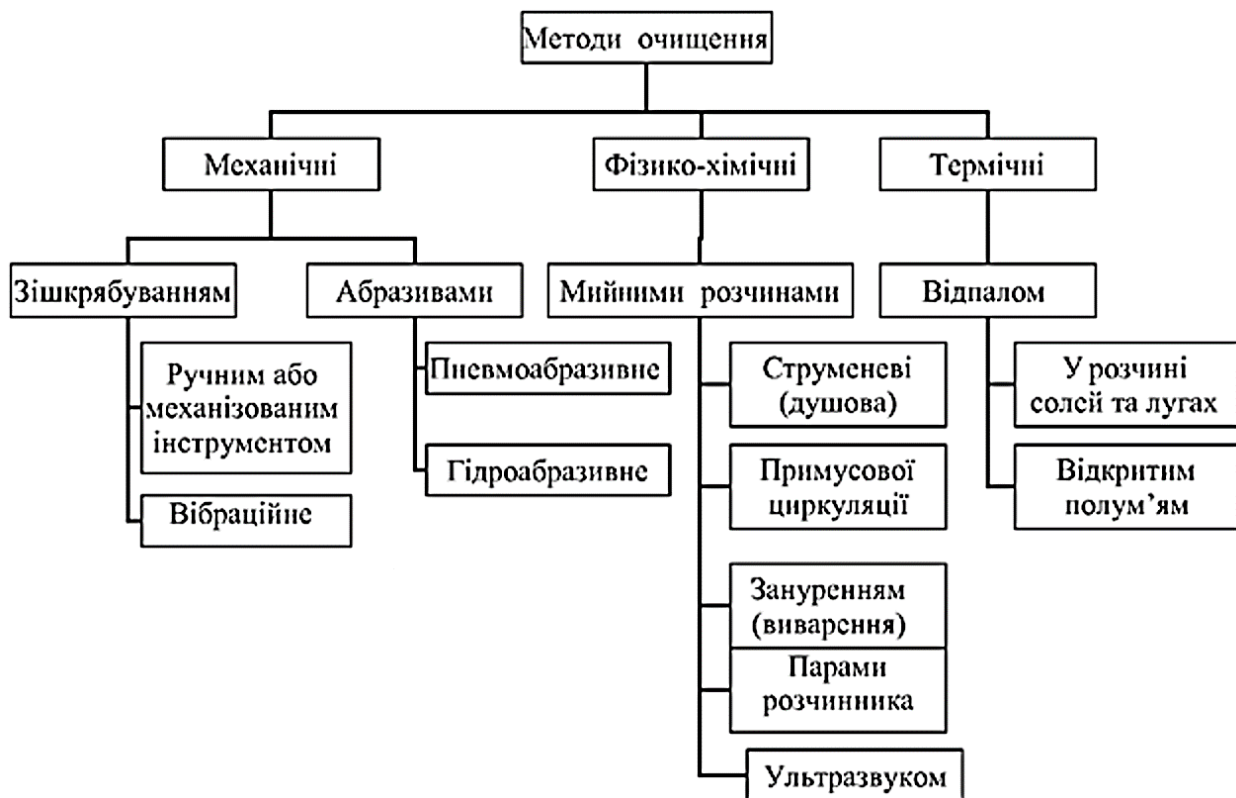 Методи очищення
Механічні
Фізико-хімічні
Термічні
Зішкрябуванням
Абразивами
Мийними розчинами
Відпалом
Ручним або
механізованим
інструментом
Вібраційне
Пневмоабразивне
Гідроабразивне
Струменеві
(душова)
Примусової
циркуляції
Зануренням
(виварення)
Парами
розчинника
Ультразвуком
У розчині
солей та лугах
Відкритим
полум’ям